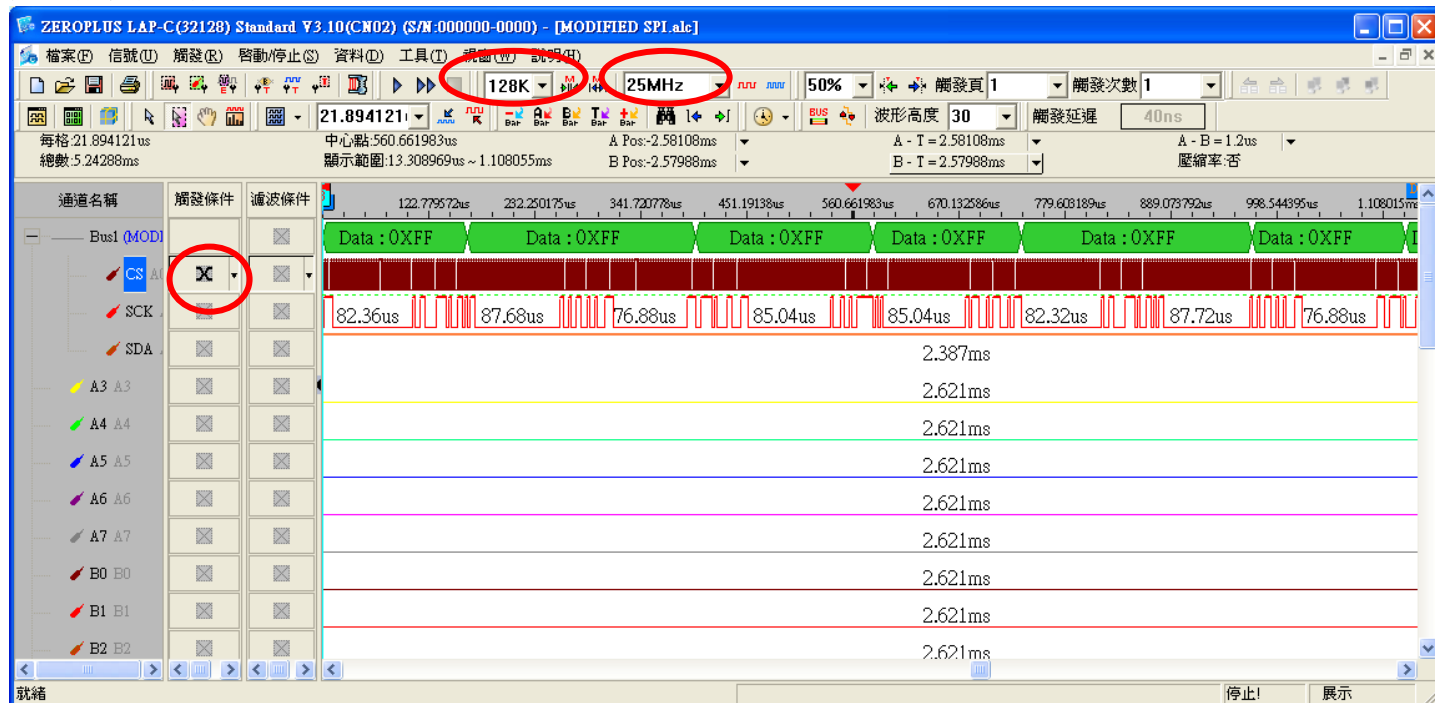 ZEROPLUS LAP-C(32128) Standard V3.10(CN02) (S/N:000000-0000) - [MODIFIED SPI.alc]
檔案(F) 信號(U) 觸發(R) 啓動/停止(S) 資料(D) 工具(T) 視窗(W) 說明(H)
128K 25MHz 50% 觸發頁 1 觸發次數 1
21.894121 Bar Bar Bar Bar Bar BUS 波形高度 30 觸發延遲 40ns
每格:21.894121us 中心點:560.661983us A Pos:-2.58108ms A - T = 2.58108ms A - B = 1.2us
總數:5.24288ms 顯示範圍:13.308969us ~ 1.108055ms B Pos:-2.57988ms B - T = 2.57988ms 壓縮率:否
通道名稱 觸發條件 濾波條件 122.779572us 232.250175us 341.720778us 451.19138us 560.661983us 670.132586us 779.603189us 889.073792us 998.544395us 1.108015m
Bus1 (MODI Data : 0XFF Data : 0XFF Data : 0XFF Data : 0XFF Data : 0XFF Data : 0XFF
CS A0
SCK 82.36us 87.68us 76.88us 85.04us 85.04us 82.32us 87.72us 76.88us
SDA 2.387ms
A3 A3 2.621ms
A4 A4 2.621ms
A5 A5 2.621ms
A6 A6 2.621ms
A7 A7 2.621ms
B0 B0 2.621ms
B1 B1 2.621ms
B2 B2 2.621ms
就緒 停止! 展示